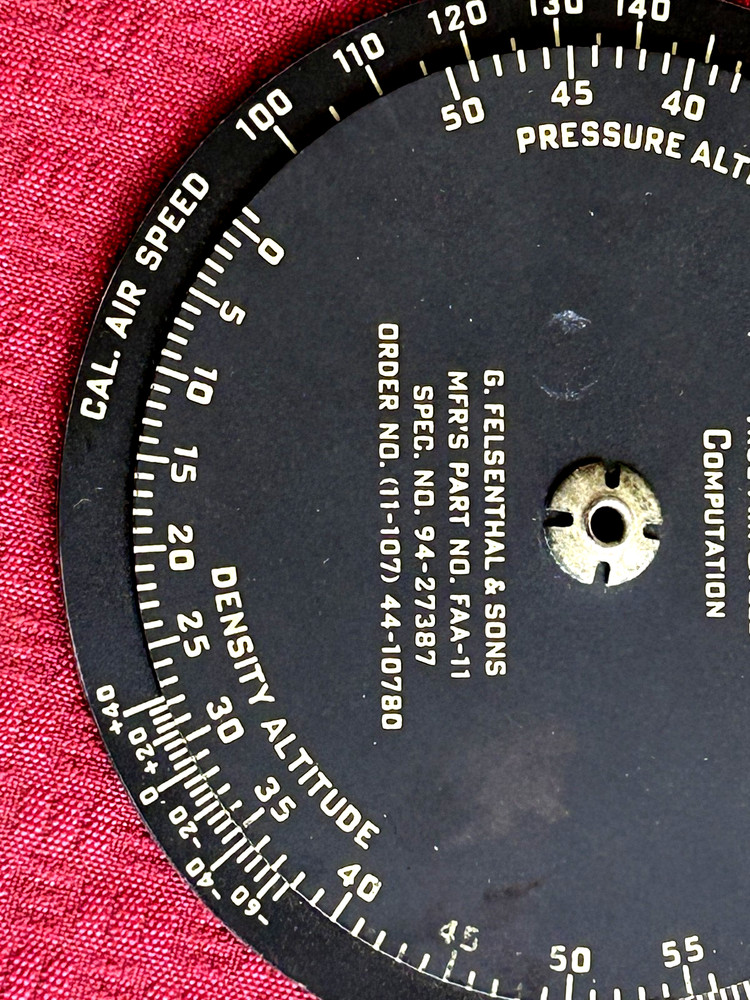 100 110 120 130 140
50 45 40
PRESSURE ALTI
CAL. AIR SPEED
0 5 10 15 20 25 30 35 40 45 50 55
DENSITY ALTITUDE
+40 +20 0 -20 -40 -60
G. FELSENTHAL & SONS
MFR'S PART NO. FAA-11
SPEC. NO. 94-27387
ORDER NO. (11-107) 44-10780
COMPUTATION